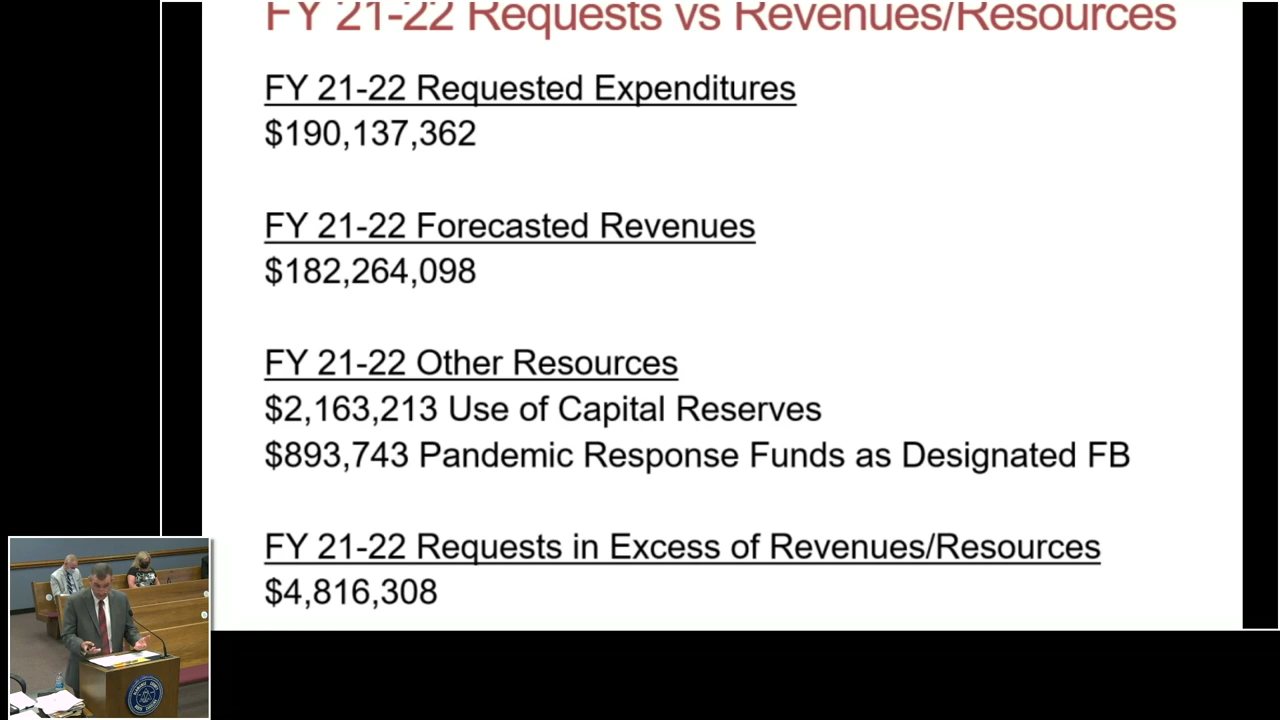 FY 21-22 Requests vs Revenues/Resources
FY 21-22 Requested Expenditures
$190,137,362
FY 21-22 Forecasted Revenues
$182,264,098
FY 21-22 Other Resources
$2,163,213 Use of Capital Reserves
$893,743 Pandemic Response Funds as Designated FB
FY 21-22 Requests in Excess of Revenues/Resources
$4,816,308